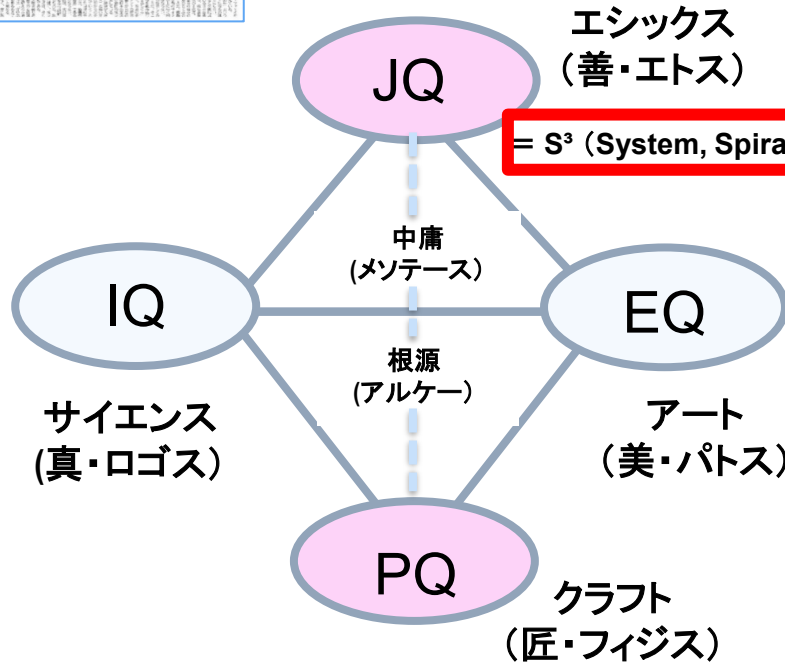 エシックス
（善・エトス）
JQ
= S³（System, Spira
中庸
(メソテース）
IQ
EQ
根源
(アルケー）
サイエンス
(真・ロゴス）
アート
（美・パトス）
PQ
クラフト
（匠・フィジス）